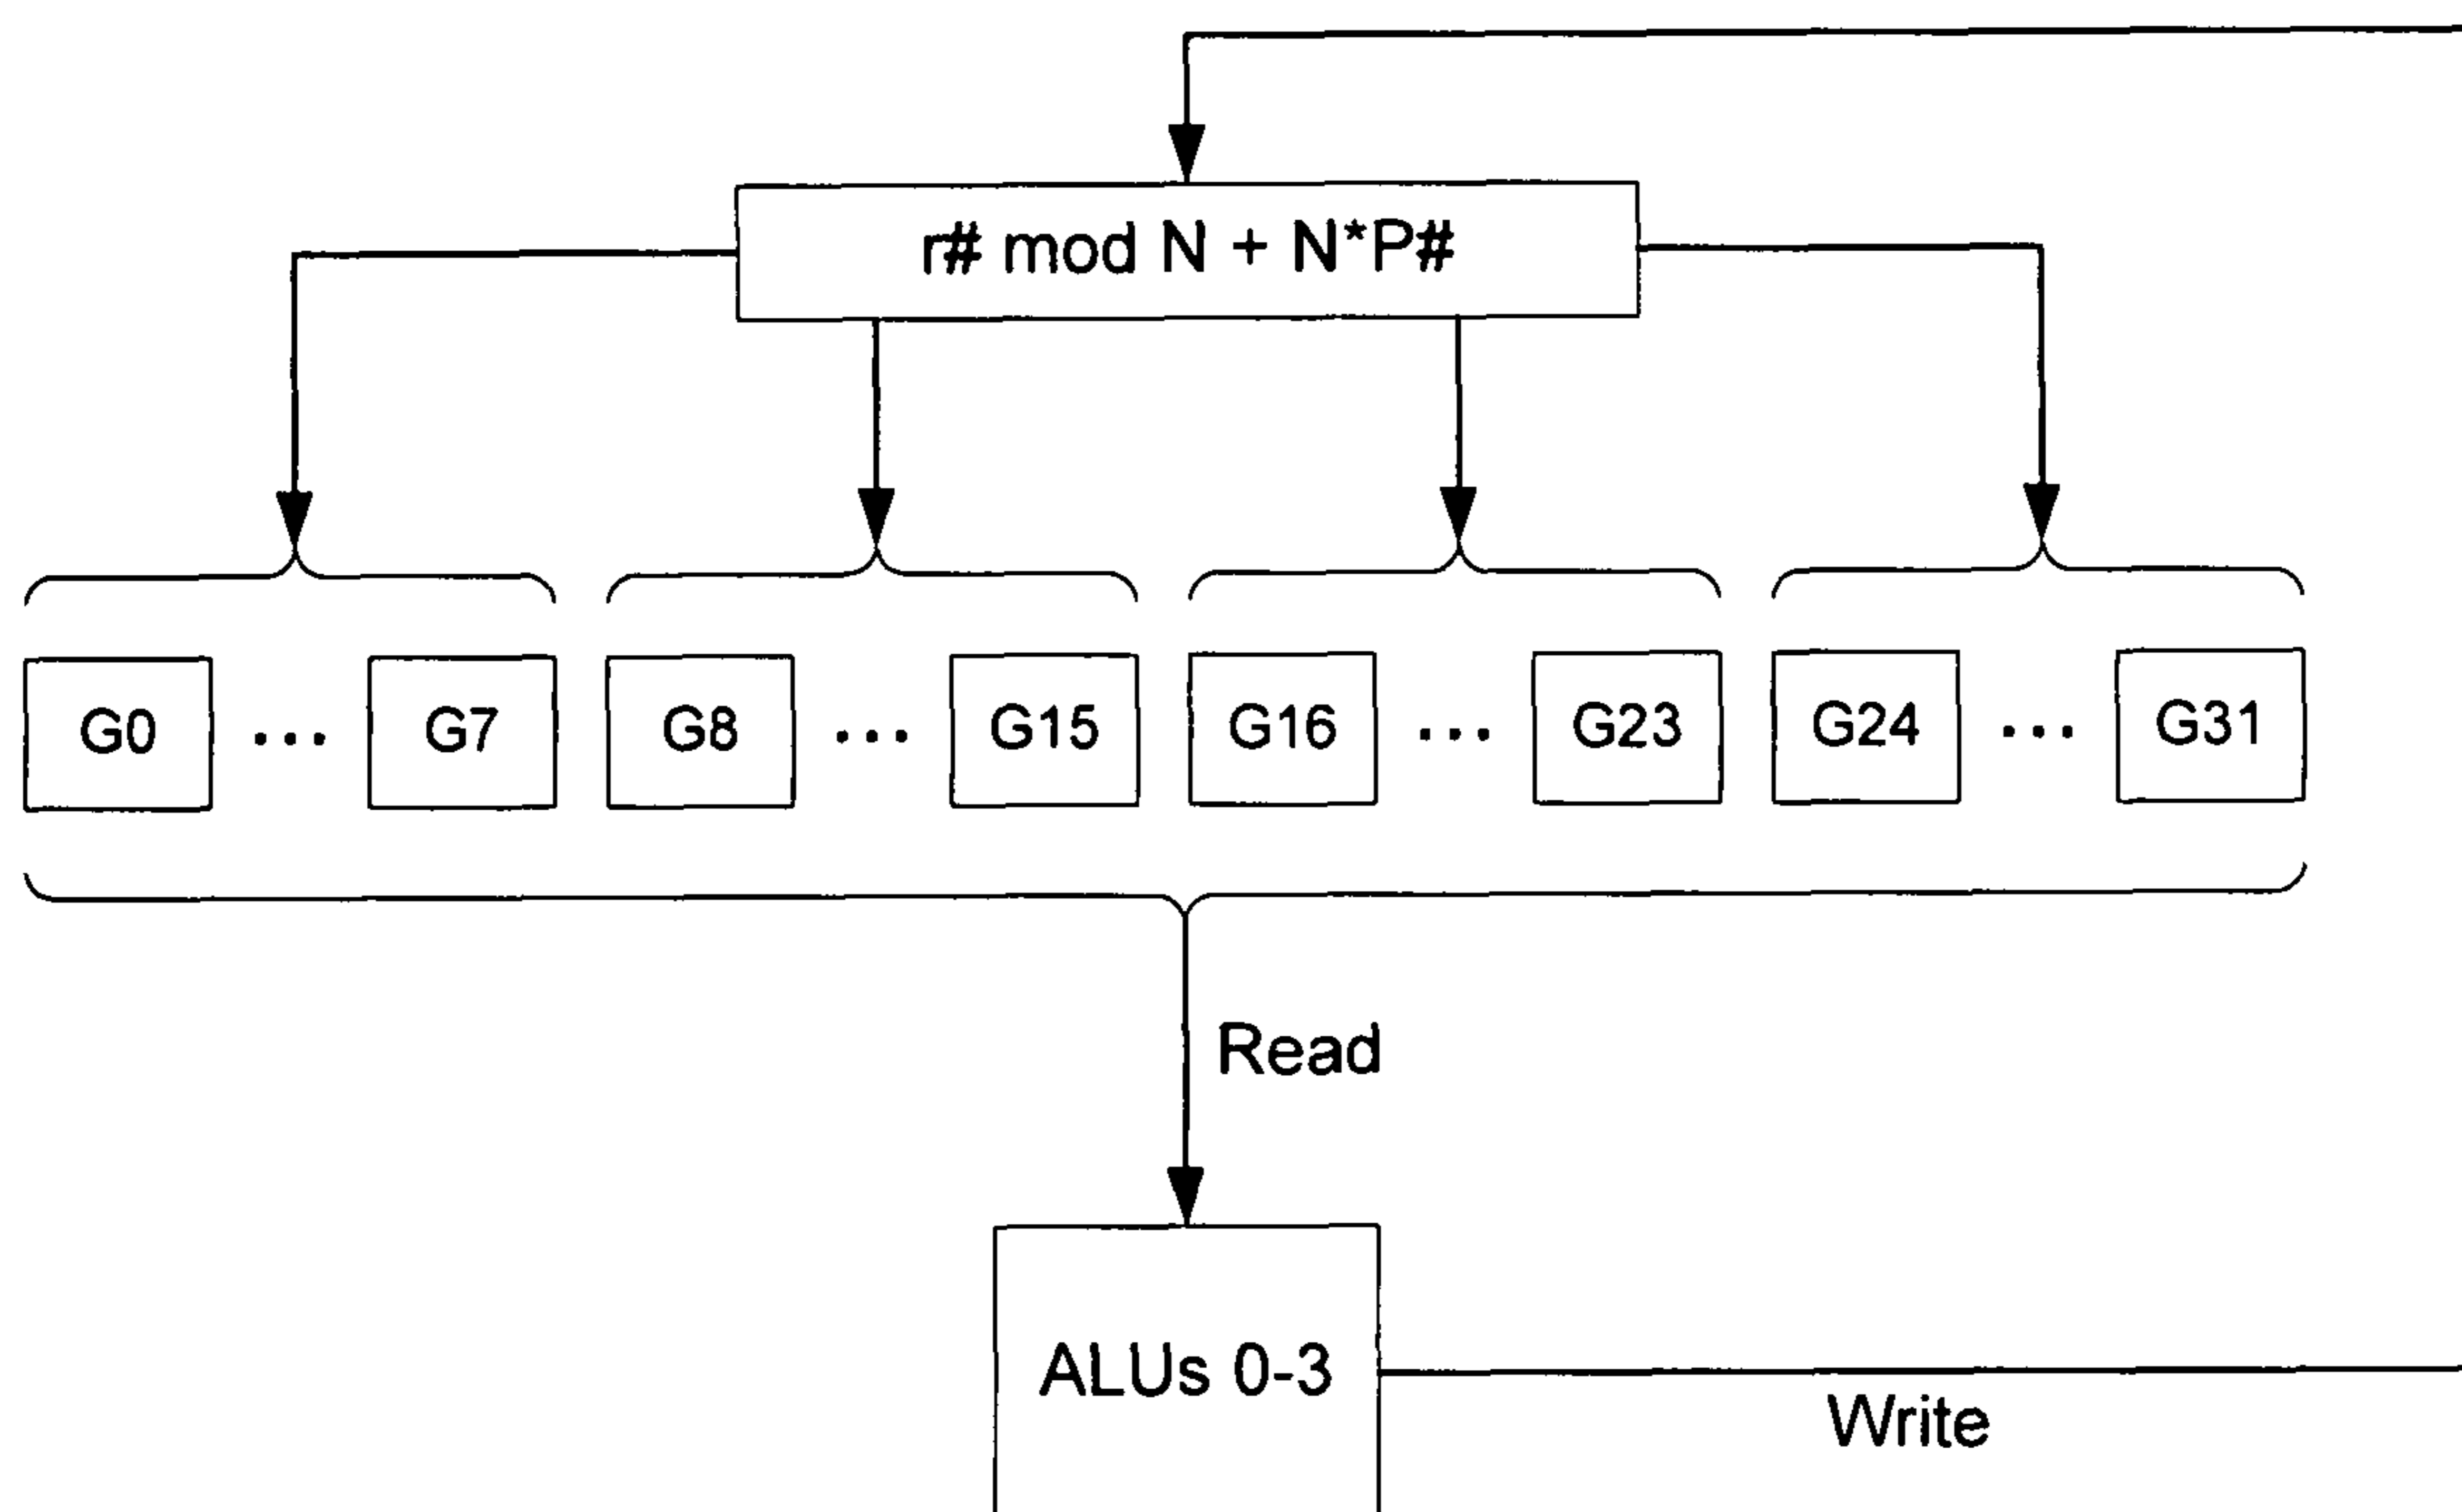 r# mod N + N*P#
G0 ... G7 G8 ... G15 G16 ... G23 G24 ... G31
Read
ALUs 0-3
Write